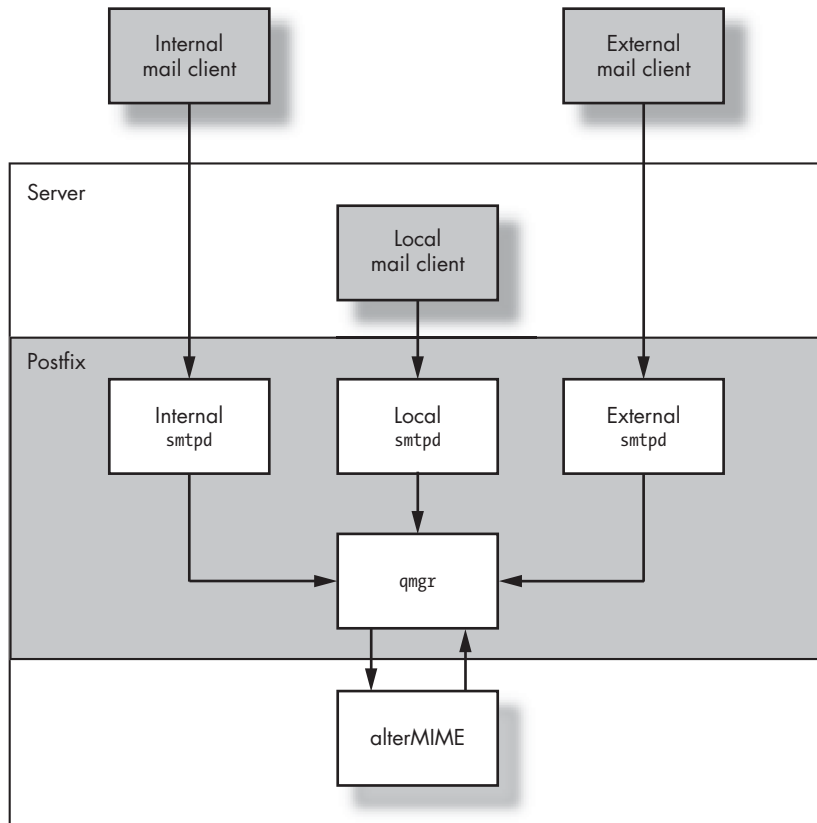 Internal
mail client
External
mail client
Server
Local
mail client
Postfix
Internal
smtpd
Local
smtpd
External
smtpd
qmgr
alterMIME